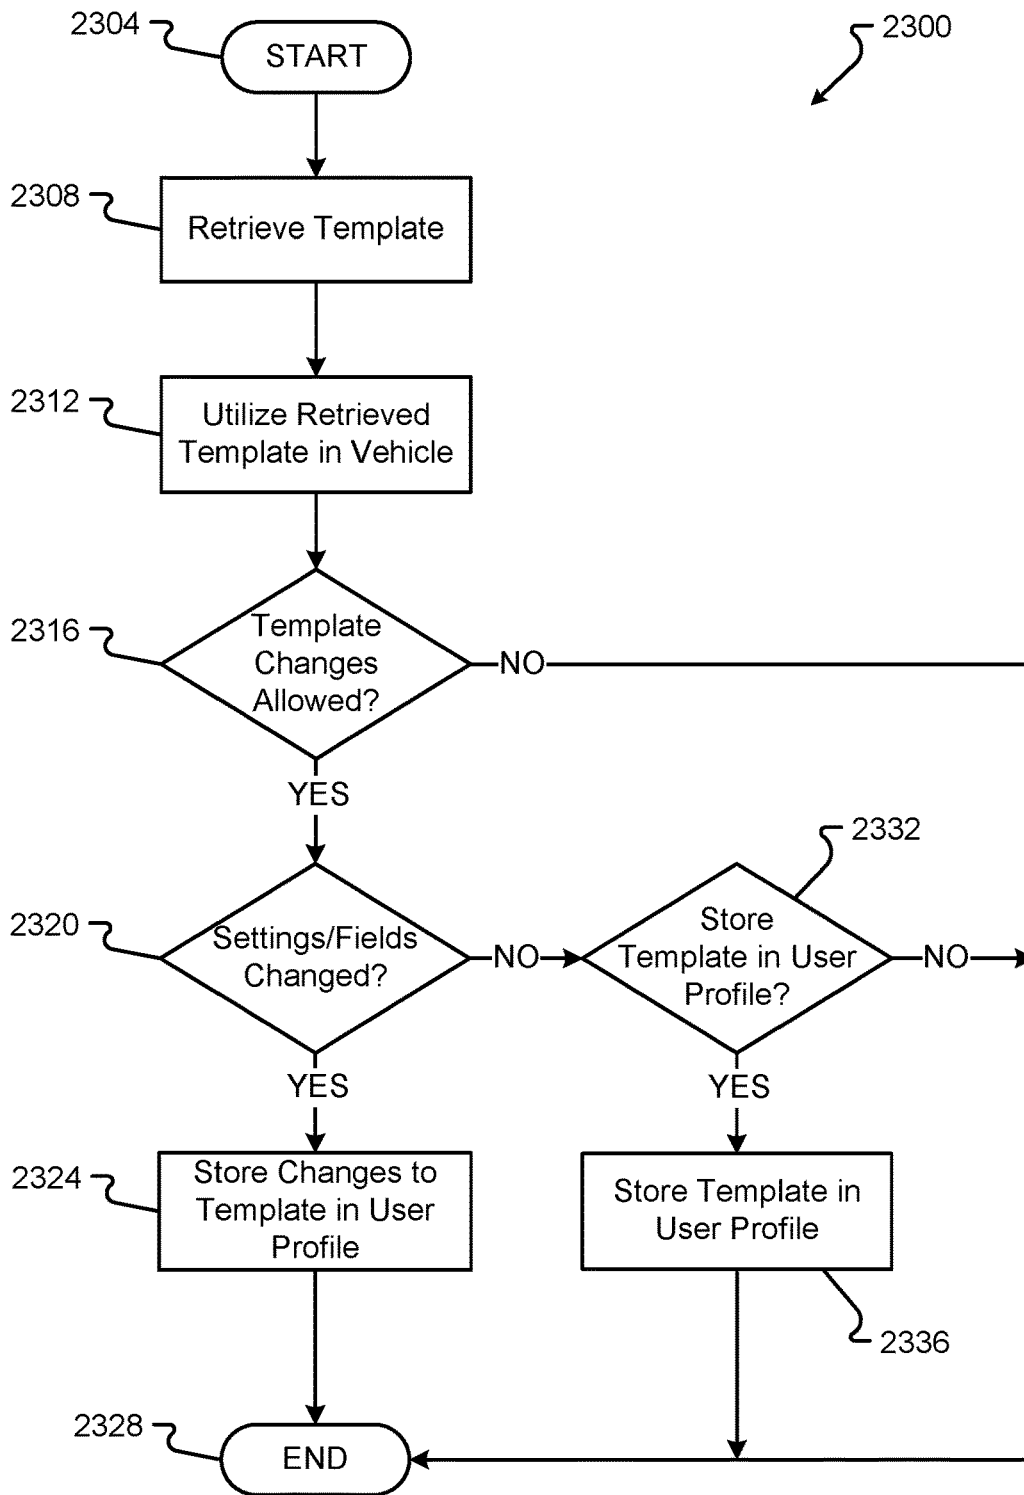 2304
START
2300
2308
Retrieve Template
2312
Utilize Retrieved
Template in Vehicle
2316
Template
Changes
Allowed?
NO
YES
2332
2320
Settings/Fields
Changed?
NO
Store
Template in User
Profile?
NO
YES
YES
2324
Store Changes to
Template in User
Profile
Store Template in
User Profile
2336
2328
END